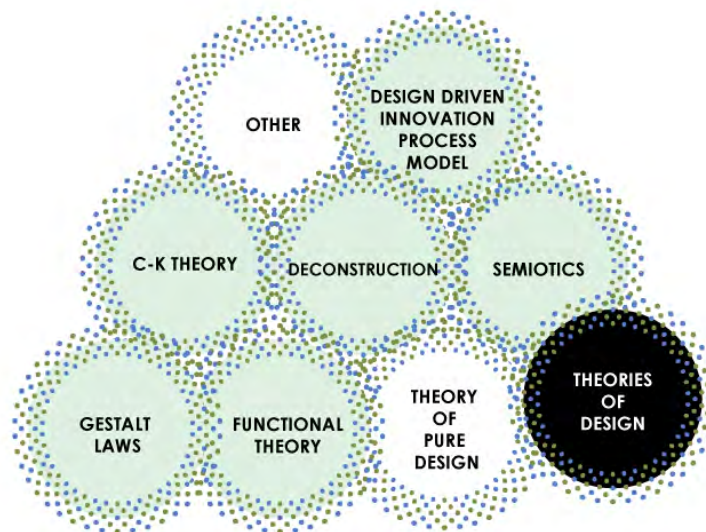 OTHER
DESIGN DRIVEN
INNOVATION
PROCESS
MODEL
C-K THEORY
DECONSTRUCTION
SEMIOTICS
GESTALT
LAWS
FUNCTIONAL
THEORY
THEORY
OF
PURE
DESIGN
THEORIES
OF
DESIGN